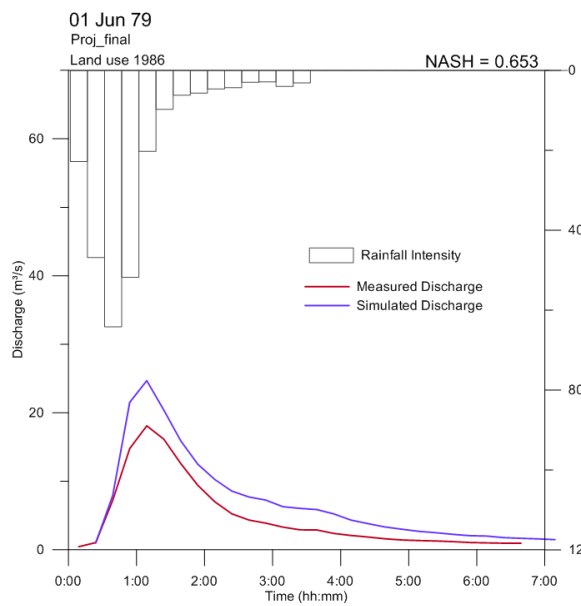 01 Jun 79
Proj_final
Land use 1986
NASH = 0.653
0
60
40
Rainfall Intensity
Measured Discharge
Simulated Discharge
Discharge (m³/s)
40
80
20
0
12
0:00 1:00 2:00 3:00 4:00 5:00 6:00 7:00
Time (hh:mm)